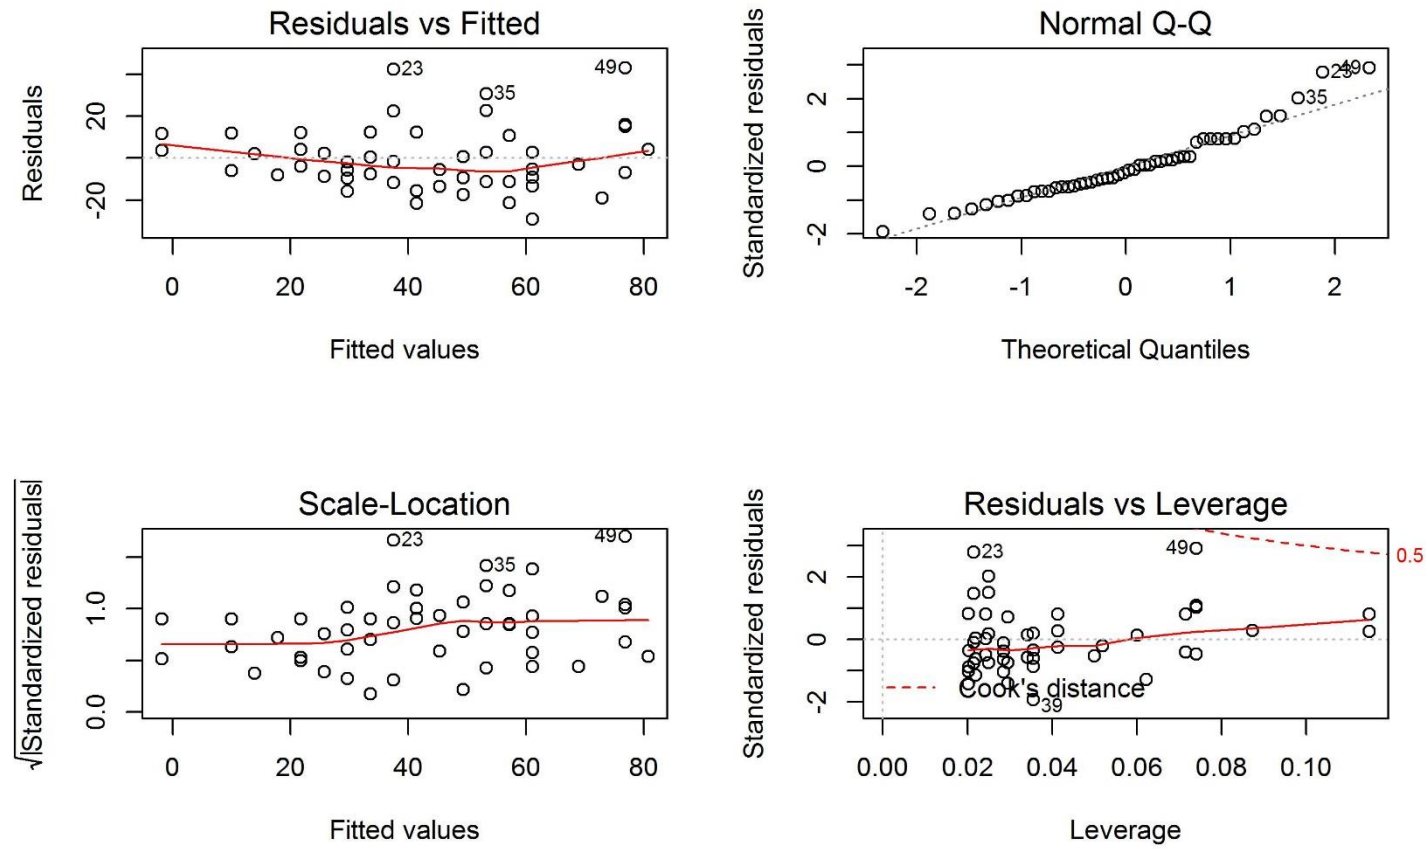 Residuals vs Fitted
Residuals
20
-20
23
35
49
0 20 40 60 80
Fitted values
Normal Q-Q
Standardized residuals
2
0
-2
23
49
35
-2 -1 0 1 2
Theoretical Quantiles
Scale-Location
√|Standardized residuals|
1.0
0.0
23
35
49
0 20 40 60 80
Fitted values
Residuals vs Leverage
Standardized residuals
2
0
-2
23
49
0.5
Cook's distance
39
0.00 0.02 0.04 0.06 0.08 0.10
Leverage